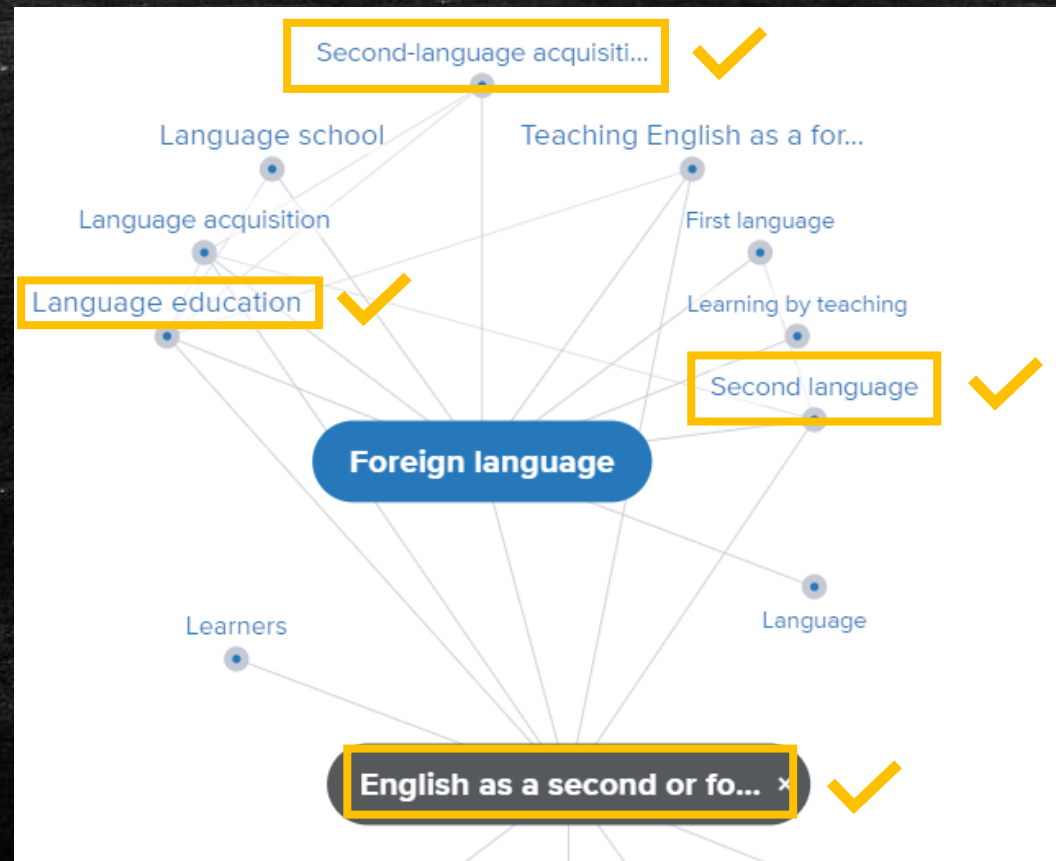 Second-language acquisiti...
Language school
Teaching English as a for...
Language acquisition
First language
Language education
Learning by teaching
Second language
Foreign language
Language
Learners
English as a second or fo... ×